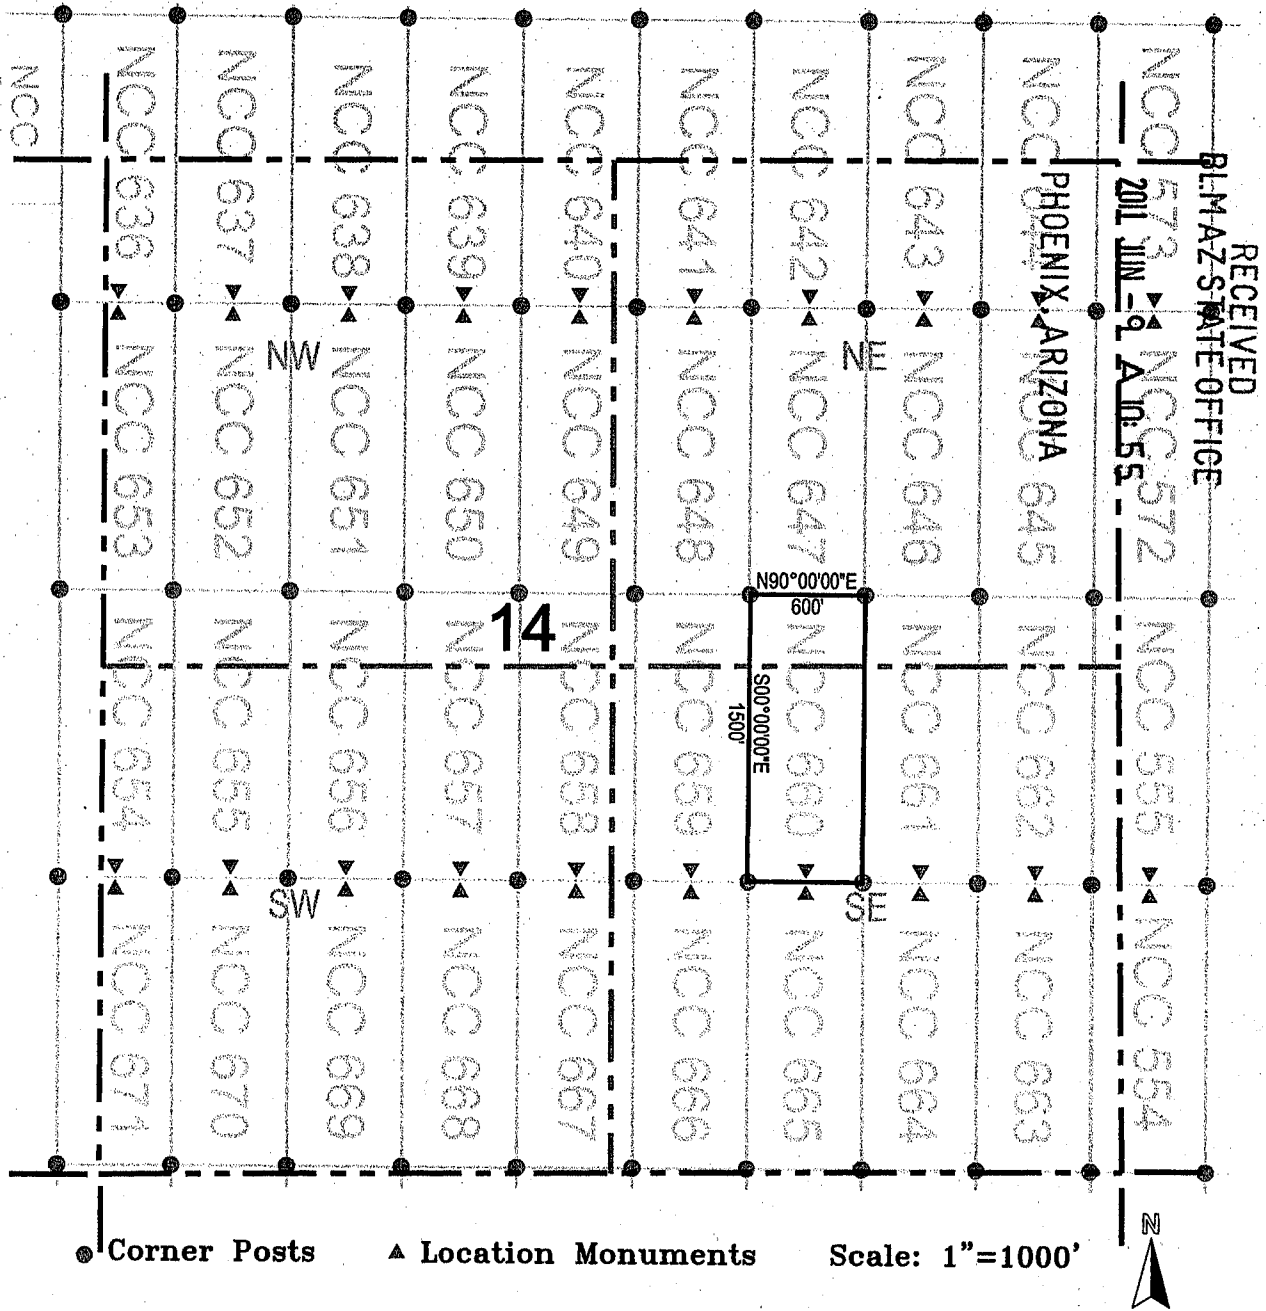 NCC
NCC 636
NCC 637
NCC 638
NCC 639
NCC 640
NCC 641
NCC 642
NCC 643
NCC
NCC 573
RECEIVED
BLM AZ STATE OFFICE
2011 JUN -9 A 10: 55
PHOENIX, ARIZONA
NW
NE
NCC 653
NCC 652
NCC 651
NCC 650
NCC 649
NCC 648
NCC 647
NCC 646
NCC 645
NCC 572
14
N90°00'00"E
600'
S00°00'00"E
1500'
NCC 654
NCC 655
NCC 656
NCC 657
NCC 658
NCC 659
NCC 660
NCC 661
NCC 662
NCC 555
SW
SE
NCC 671
NCC 670
NCC 669
NCC 668
NCC 667
NCC 666
NCC 665
NCC 664
NCC 663
NCC 554
N
Corner Posts
Location Monuments
Scale: 1"=1000'